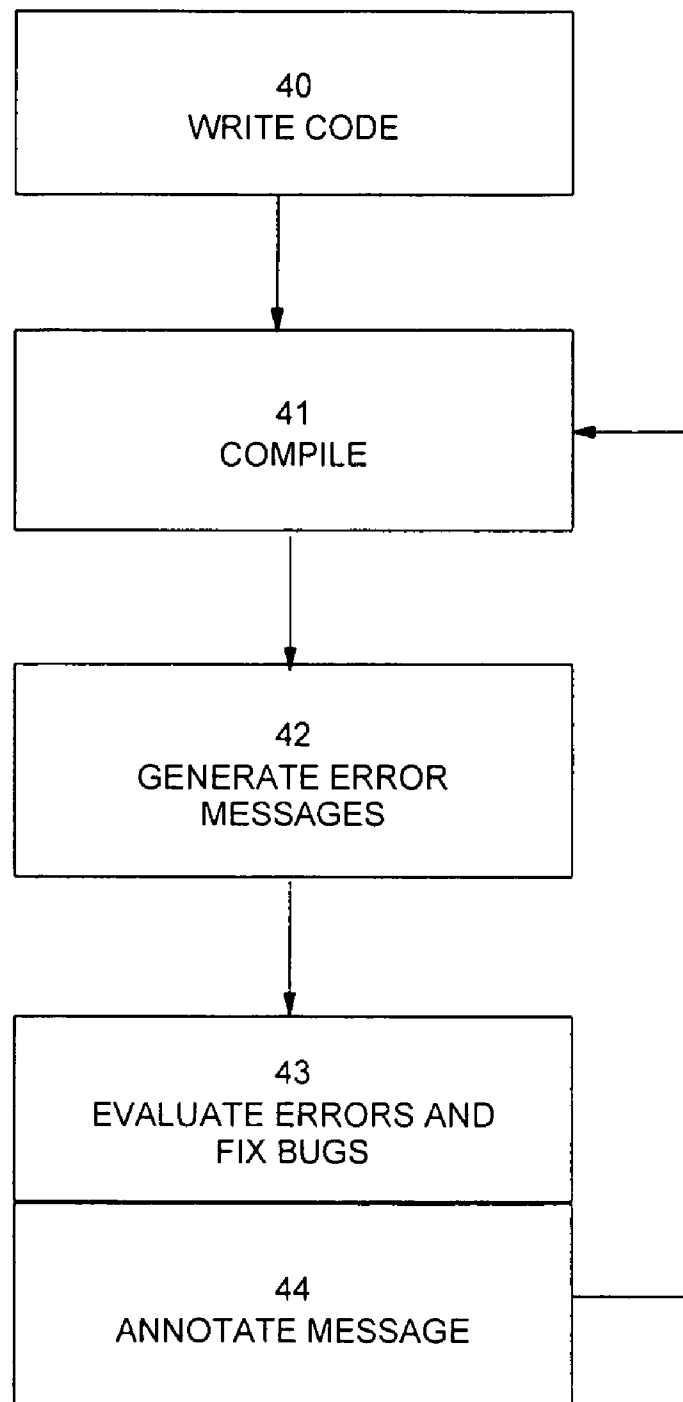 40
WRITE CODE
41
COMPILE
42
GENERATE ERROR
MESSAGES
43
EVALUATE ERRORS AND
FIX BUGS
44
ANNOTATE MESSAGE